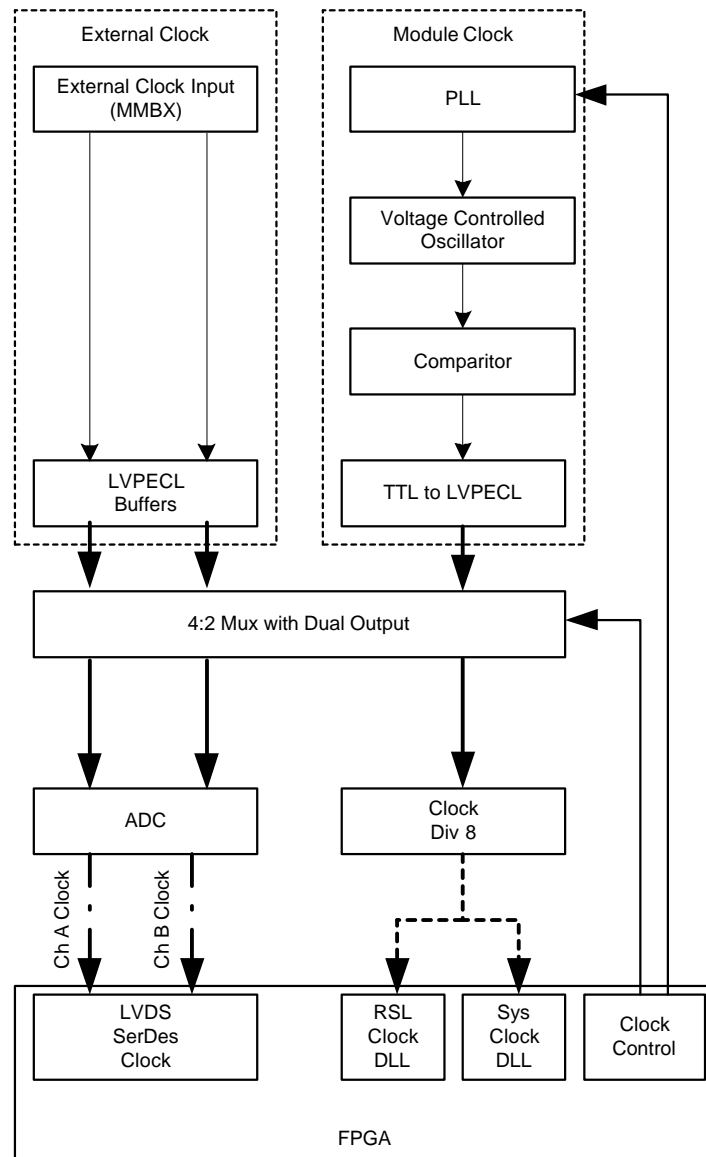 External Clock
Module Clock
External Clock Input
(MMBX)
PLL
Voltage Controlled
Oscillator
Comparitor
LVPECL
Buffers
TTL to LVPECL
4:2 Mux with Dual Output
ADC
Clock
Div 8
Ch A Clock
Ch B Clock
LVDS
SerDes
Clock
RSL
Clock
DLL
Sys
Clock
DLL
Clock
Control
FPGA